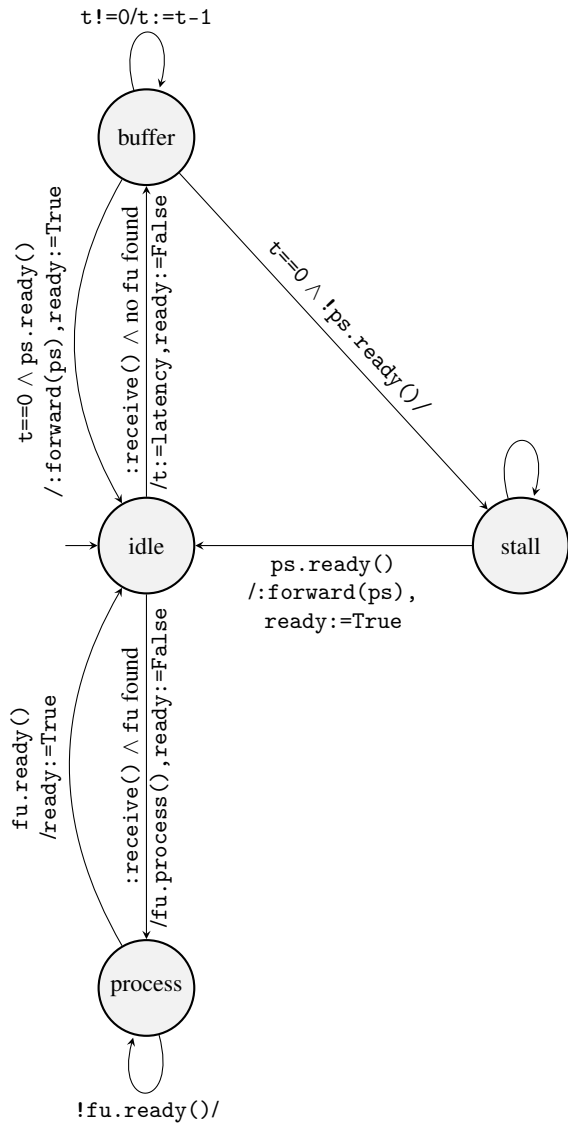 t!=0/t:=t-1
buffer
t==0 ∧ ps.ready()
/:forward(ps),ready:=True
:receive() ∧ no fu found
/t:=latency,ready:=False
t==0 ∧ !ps.ready()/
idle
stall
ps.ready()
/:forward(ps),
ready:=True
fu.ready()
/ready:=True
:receive() ∧ fu found
/fu.process(),ready:=False
process
!fu.ready()/